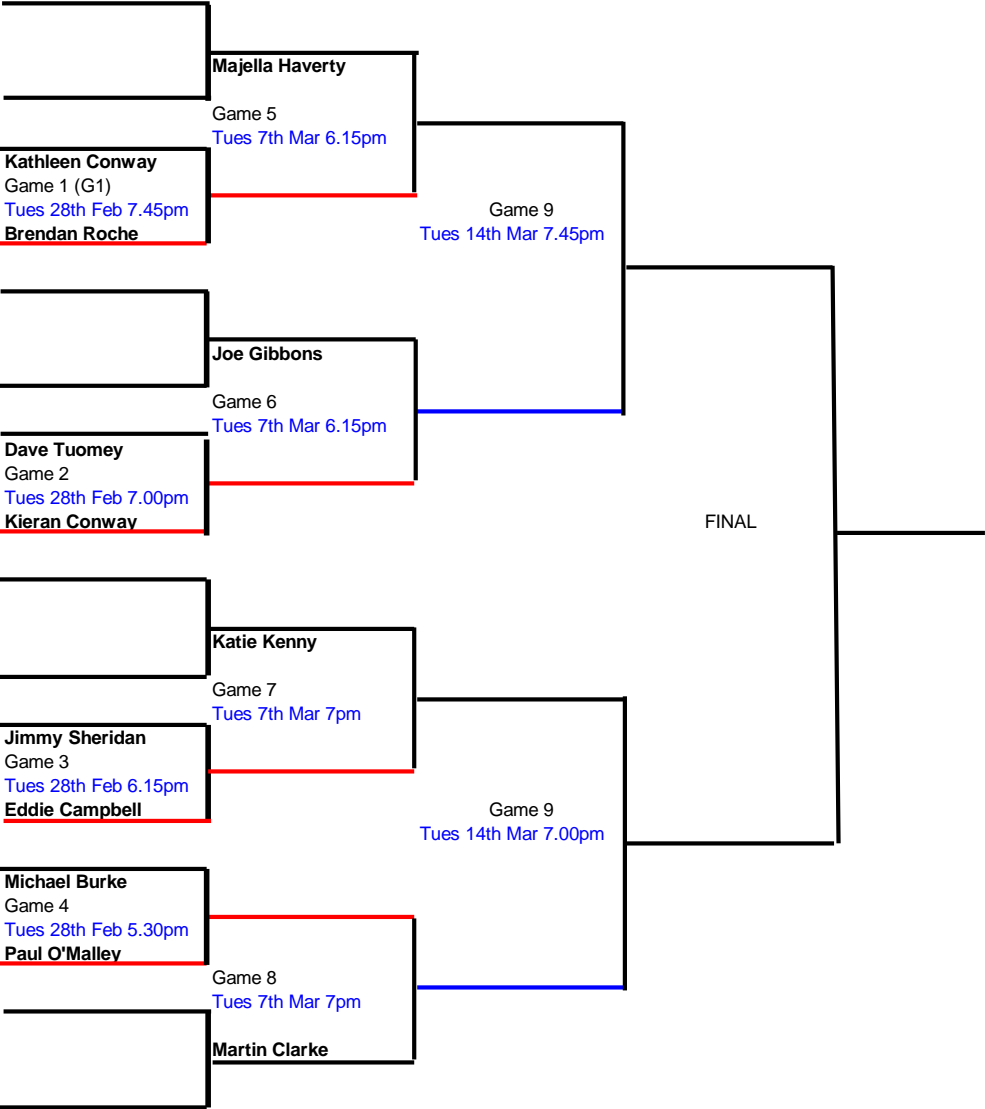 Majella Haverty
Game 5
Tues 7th Mar 6.15pm
Kathleen Conway
Game 1 (G1)
Tues 28th Feb 7.45pm
Brendan Roche
Game 9
Tues 14th Mar 7.45pm
Joe Gibbons
Game 6
Tues 7th Mar 6.15pm
Dave Tuomey
Game 2
Tues 28th Feb 7.00pm
Kieran Conway
FINAL
Katie Kenny
Game 7
Tues 7th Mar 7pm
Jimmy Sheridan
Game 3
Tues 28th Feb 6.15pm
Eddie Campbell
Game 9
Tues 14th Mar 7.00pm
Michael Burke
Game 4
Tues 28th Feb 5.30pm
Paul O'Malley
Game 8
Tues 7th Mar 7pm
Martin Clarke